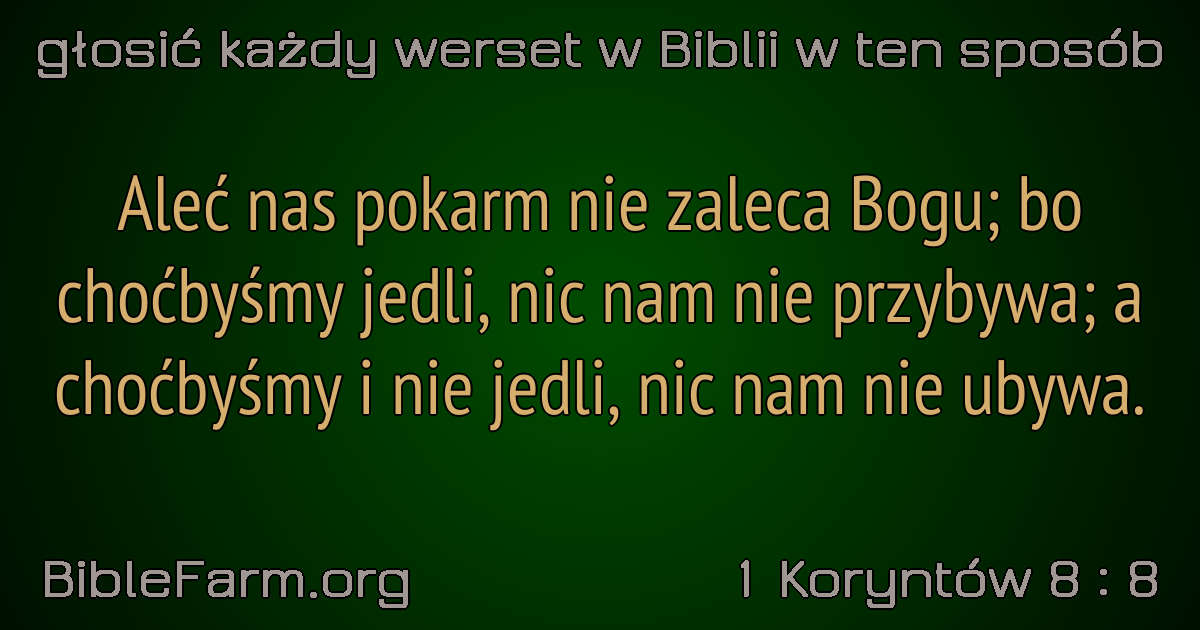 głosić każdy werset w Biblii w ten sposób
Aleć nas pokarm nie zaleca Bogu; bo
choćbyśmy jedli, nic nam nie przybywa; a
choćbyśmy i nie jedli, nic nam nie ubywa.
BibleFarm.org
1 Koryntów 8 : 8